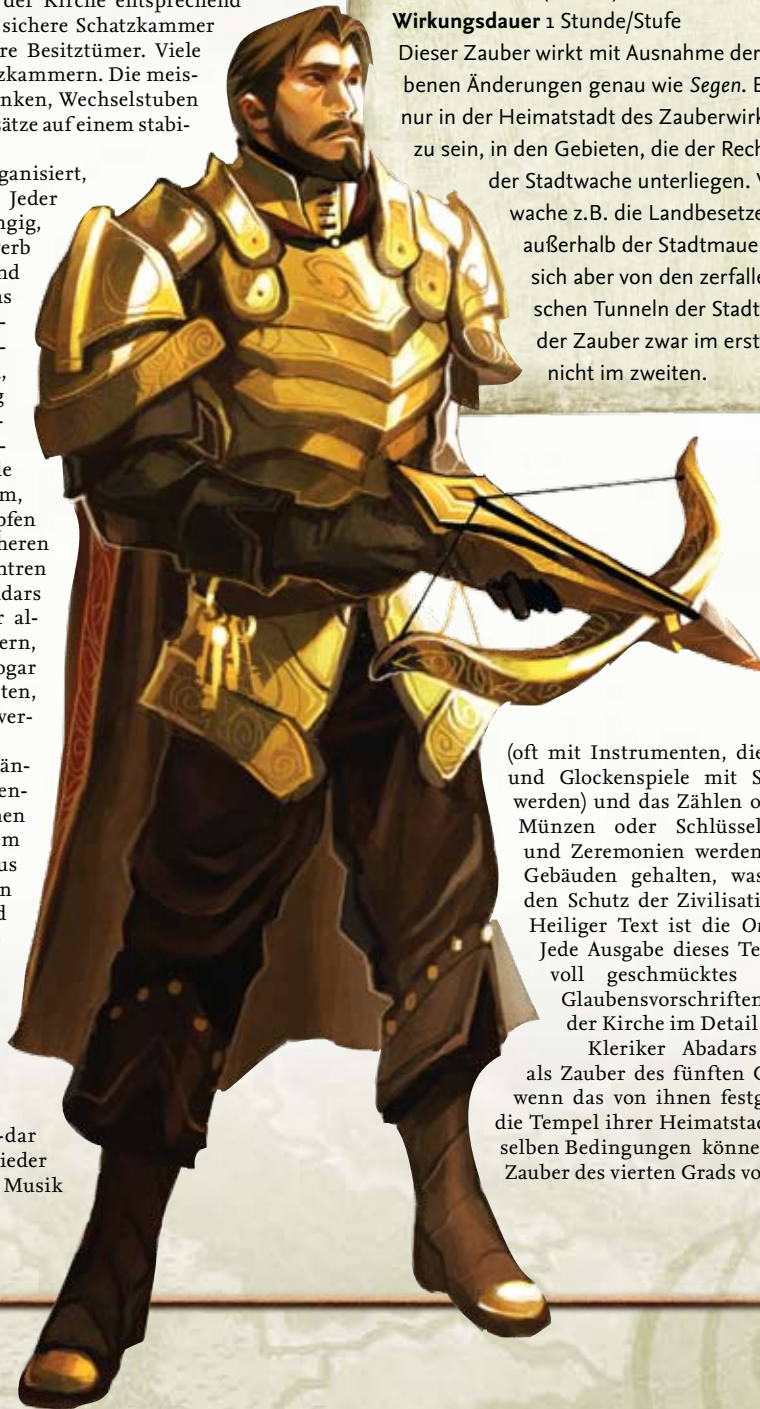 der Kirche entsprechend
sichere Schatzkammer
re Besitztümer. Viele
zkammern. Die meis-
nken, Wechselstuben
sätze auf einem stabi-
ganisiert,
Jeder
ngig,
erb
nd
as
-
-
,
g
-
-
ie
m,
pfen
heren
ntren
dars
r al-
ern,
ogar
ten,
wer-
än-
en-
nen
em
us
n
d
-dar
ieder
Musik
Wirkungsdauer 1 Stunde/Stufe
Dieser Zauber wirkt mit Ausnahme der
benen Änderungen genau wie Segen. E
nur in der Heimatstadt des Zauberwirk
zu sein, in den Gebieten, die der Rech
der Stadtwache unterliegen. V
wache z.B. die Landbesetze
außerhalb der Stadtmaue
sich aber von den zerfalle
schen Tunneln der Stadt
der Zauber zwar im erst
nicht im zweiten.
(oft mit Instrumenten, die
und Glockenspiele mit S
werden) und das Zählen o
Münzen oder Schlüssel
und Zeremonien werden
Gebäuden gehalten, was
den Schutz der Zivilisati
Heiliger Text ist die Or
Jede Ausgabe dieses Te
voll geschmücktes
Glaubensvorschriften
der Kirche im Detail
Kleriker Abadars
als Zauber des fünften G
wenn das von ihnen festg
die Tempel ihrer Heimatstad
selben Bedingungen könne
Zauber des vierten Grads vo